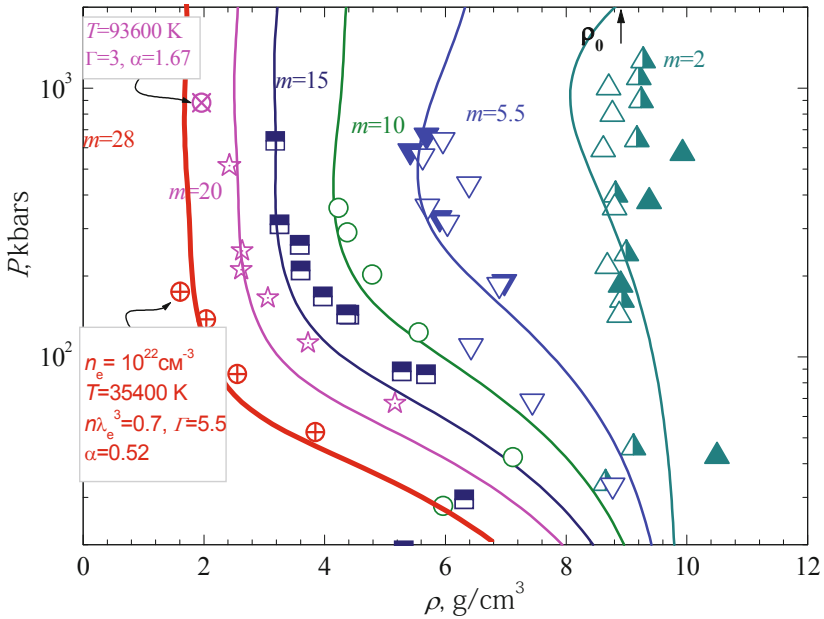 T=93600 K
Γ=3, α=1.67
ρ₀
m=2
10³
m=28
m=15
m=10
m=5.5
m=20
P, kbars
10²
nₑ = 10²²см⁻³
T=35400 K
nλₑ³=0.7, Γ=5.5
α=0.52
0 2 4 6 8 10 12
ρ, g/cm³